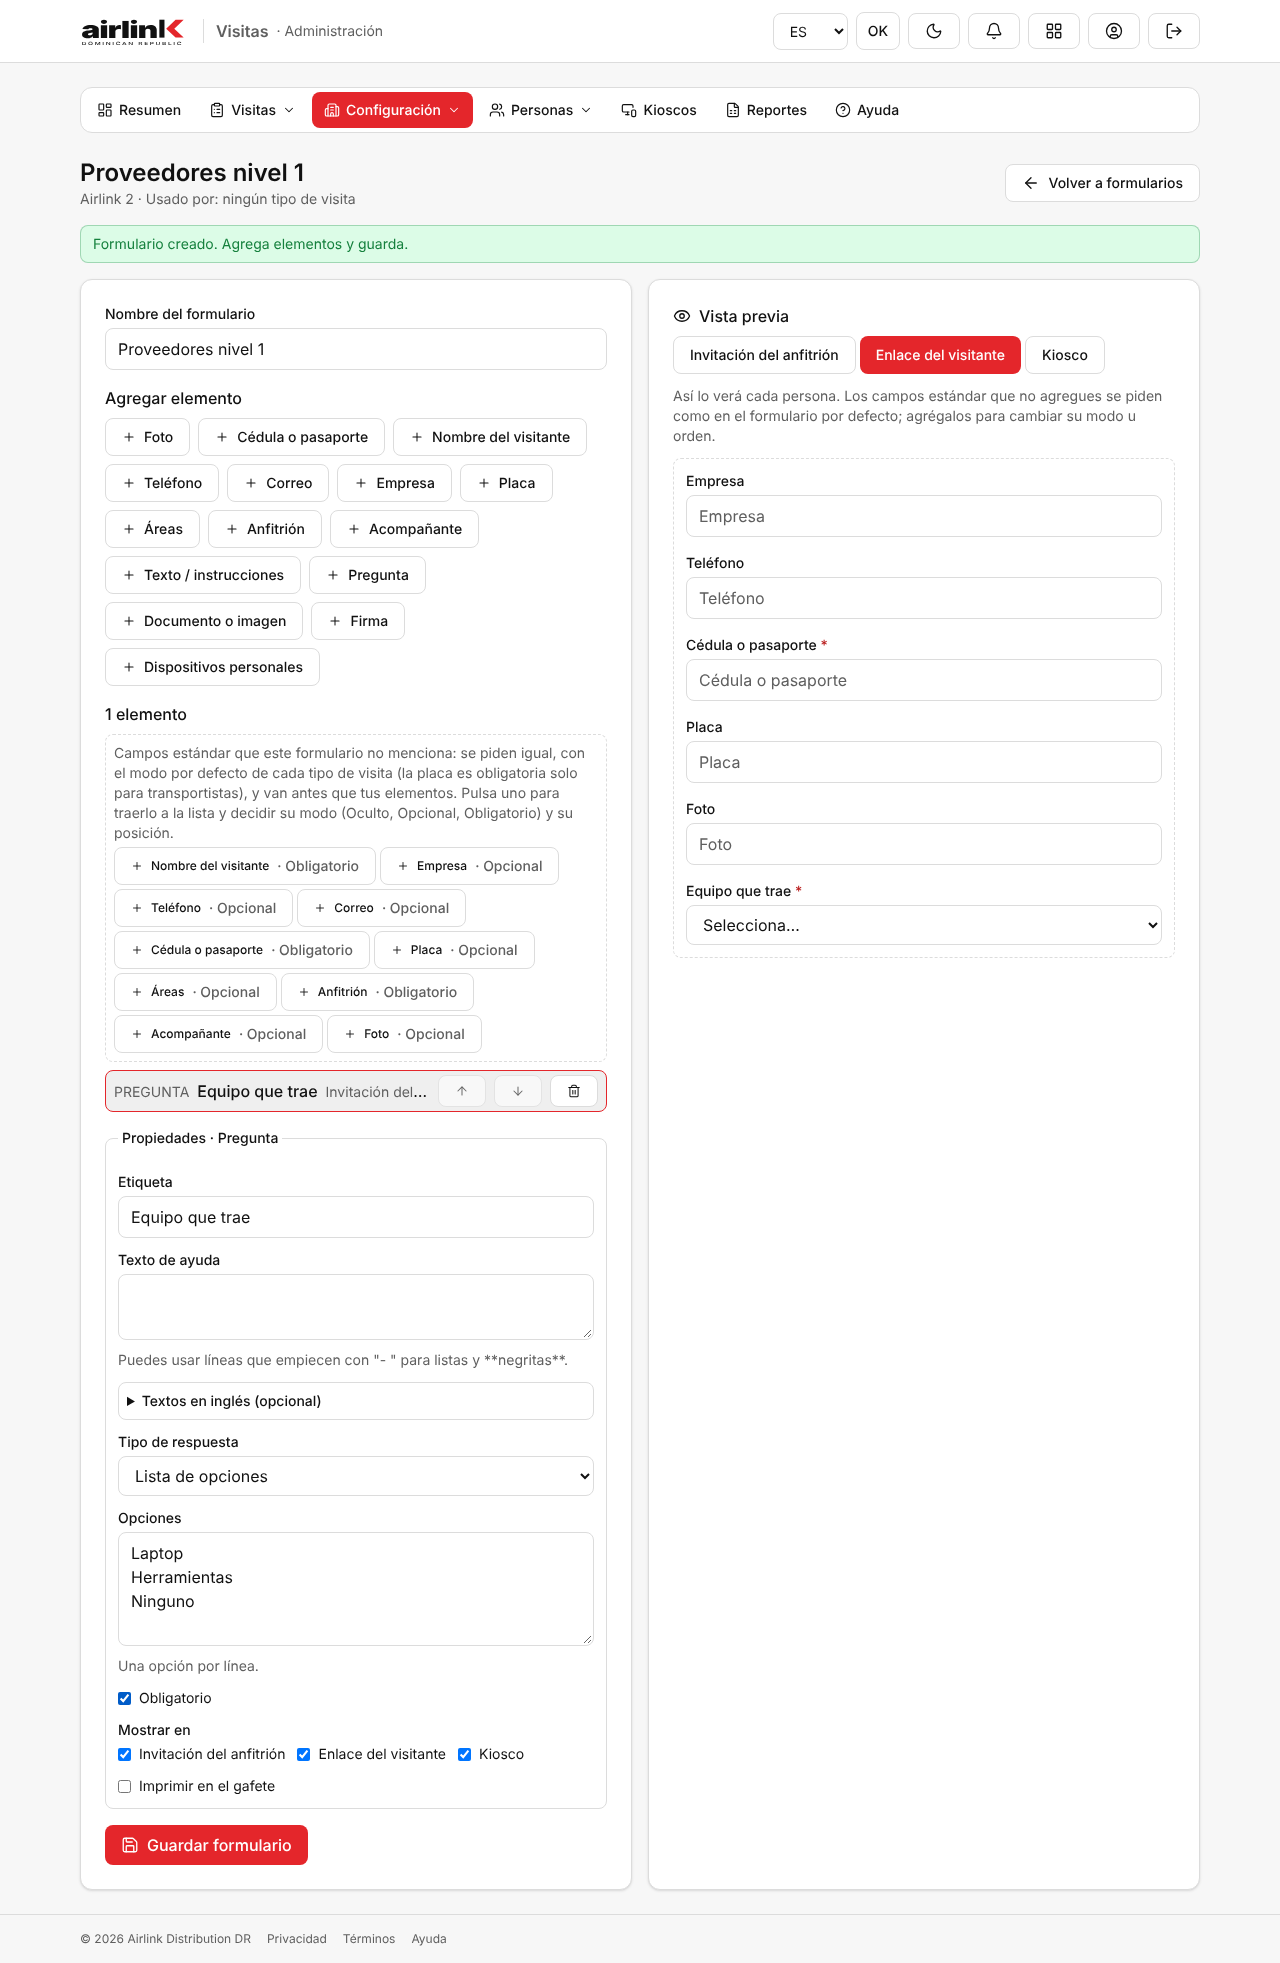 airlink
DOMINICAN REPUBLIC
Visitas · Administración
ES
OK
Resumen
Visitas
Configuración
Personas
Kioscos
Reportes
Ayuda
Proveedores nivel 1
Airlink 2 · Usado por: ningún tipo de visita
Volver a formularios
Formulario creado. Agrega elementos y guarda.
Nombre del formulario
Proveedores nivel 1
Agregar elemento
+ Foto
+ Cédula o pasaporte
+ Nombre del visitante
+ Teléfono
+ Correo
+ Empresa
+ Placa
+ Áreas
+ Anfitrión
+ Acompañante
+ Texto / instrucciones
+ Pregunta
+ Documento o imagen
+ Firma
+ Dispositivos personales
1 elemento
Campos estándar que este formulario no menciona: se piden igual, con
el modo por defecto de cada tipo de visita (la placa es obligatoria solo
para transportistas), y van antes que tus elementos. Pulsa uno para
traerlo a la lista y decidir su modo (Oculto, Opcional, Obligatorio) y su
posición.
+ Nombre del visitante · Obligatorio
+ Empresa · Opcional
+ Teléfono · Opcional
+ Correo · Opcional
+ Cédula o pasaporte · Obligatorio
+ Placa · Opcional
+ Áreas · Opcional
+ Anfitrión · Obligatorio
+ Acompañante · Opcional
+ Foto · Opcional
PREGUNTA Equipo que trae Invitación del...
Propiedades · Pregunta
Etiqueta
Equipo que trae
Texto de ayuda
Puedes usar líneas que empiecen con "- " para listas y **negritas**.
Textos en inglés (opcional)
Tipo de respuesta
Lista de opciones
Opciones
Laptop
Herramientas
Ninguno
Una opción por línea.
Obligatorio
Mostrar en
Invitación del anfitrión
Enlace del visitante
Kiosco
Imprimir en el gafete
Guardar formulario
Vista previa
Invitación del anfitrión
Enlace del visitante
Kiosco
Así lo verá cada persona. Los campos estándar que no agregues se piden
como en el formulario por defecto; agrégalos para cambiar su modo u
orden.
Empresa
Empresa
Teléfono
Teléfono
Cédula o pasaporte *
Cédula o pasaporte
Placa
Placa
Foto
Foto
Equipo que trae *
Selecciona...
© 2026 Airlink Distribution DR
Privacidad
Términos
Ayuda